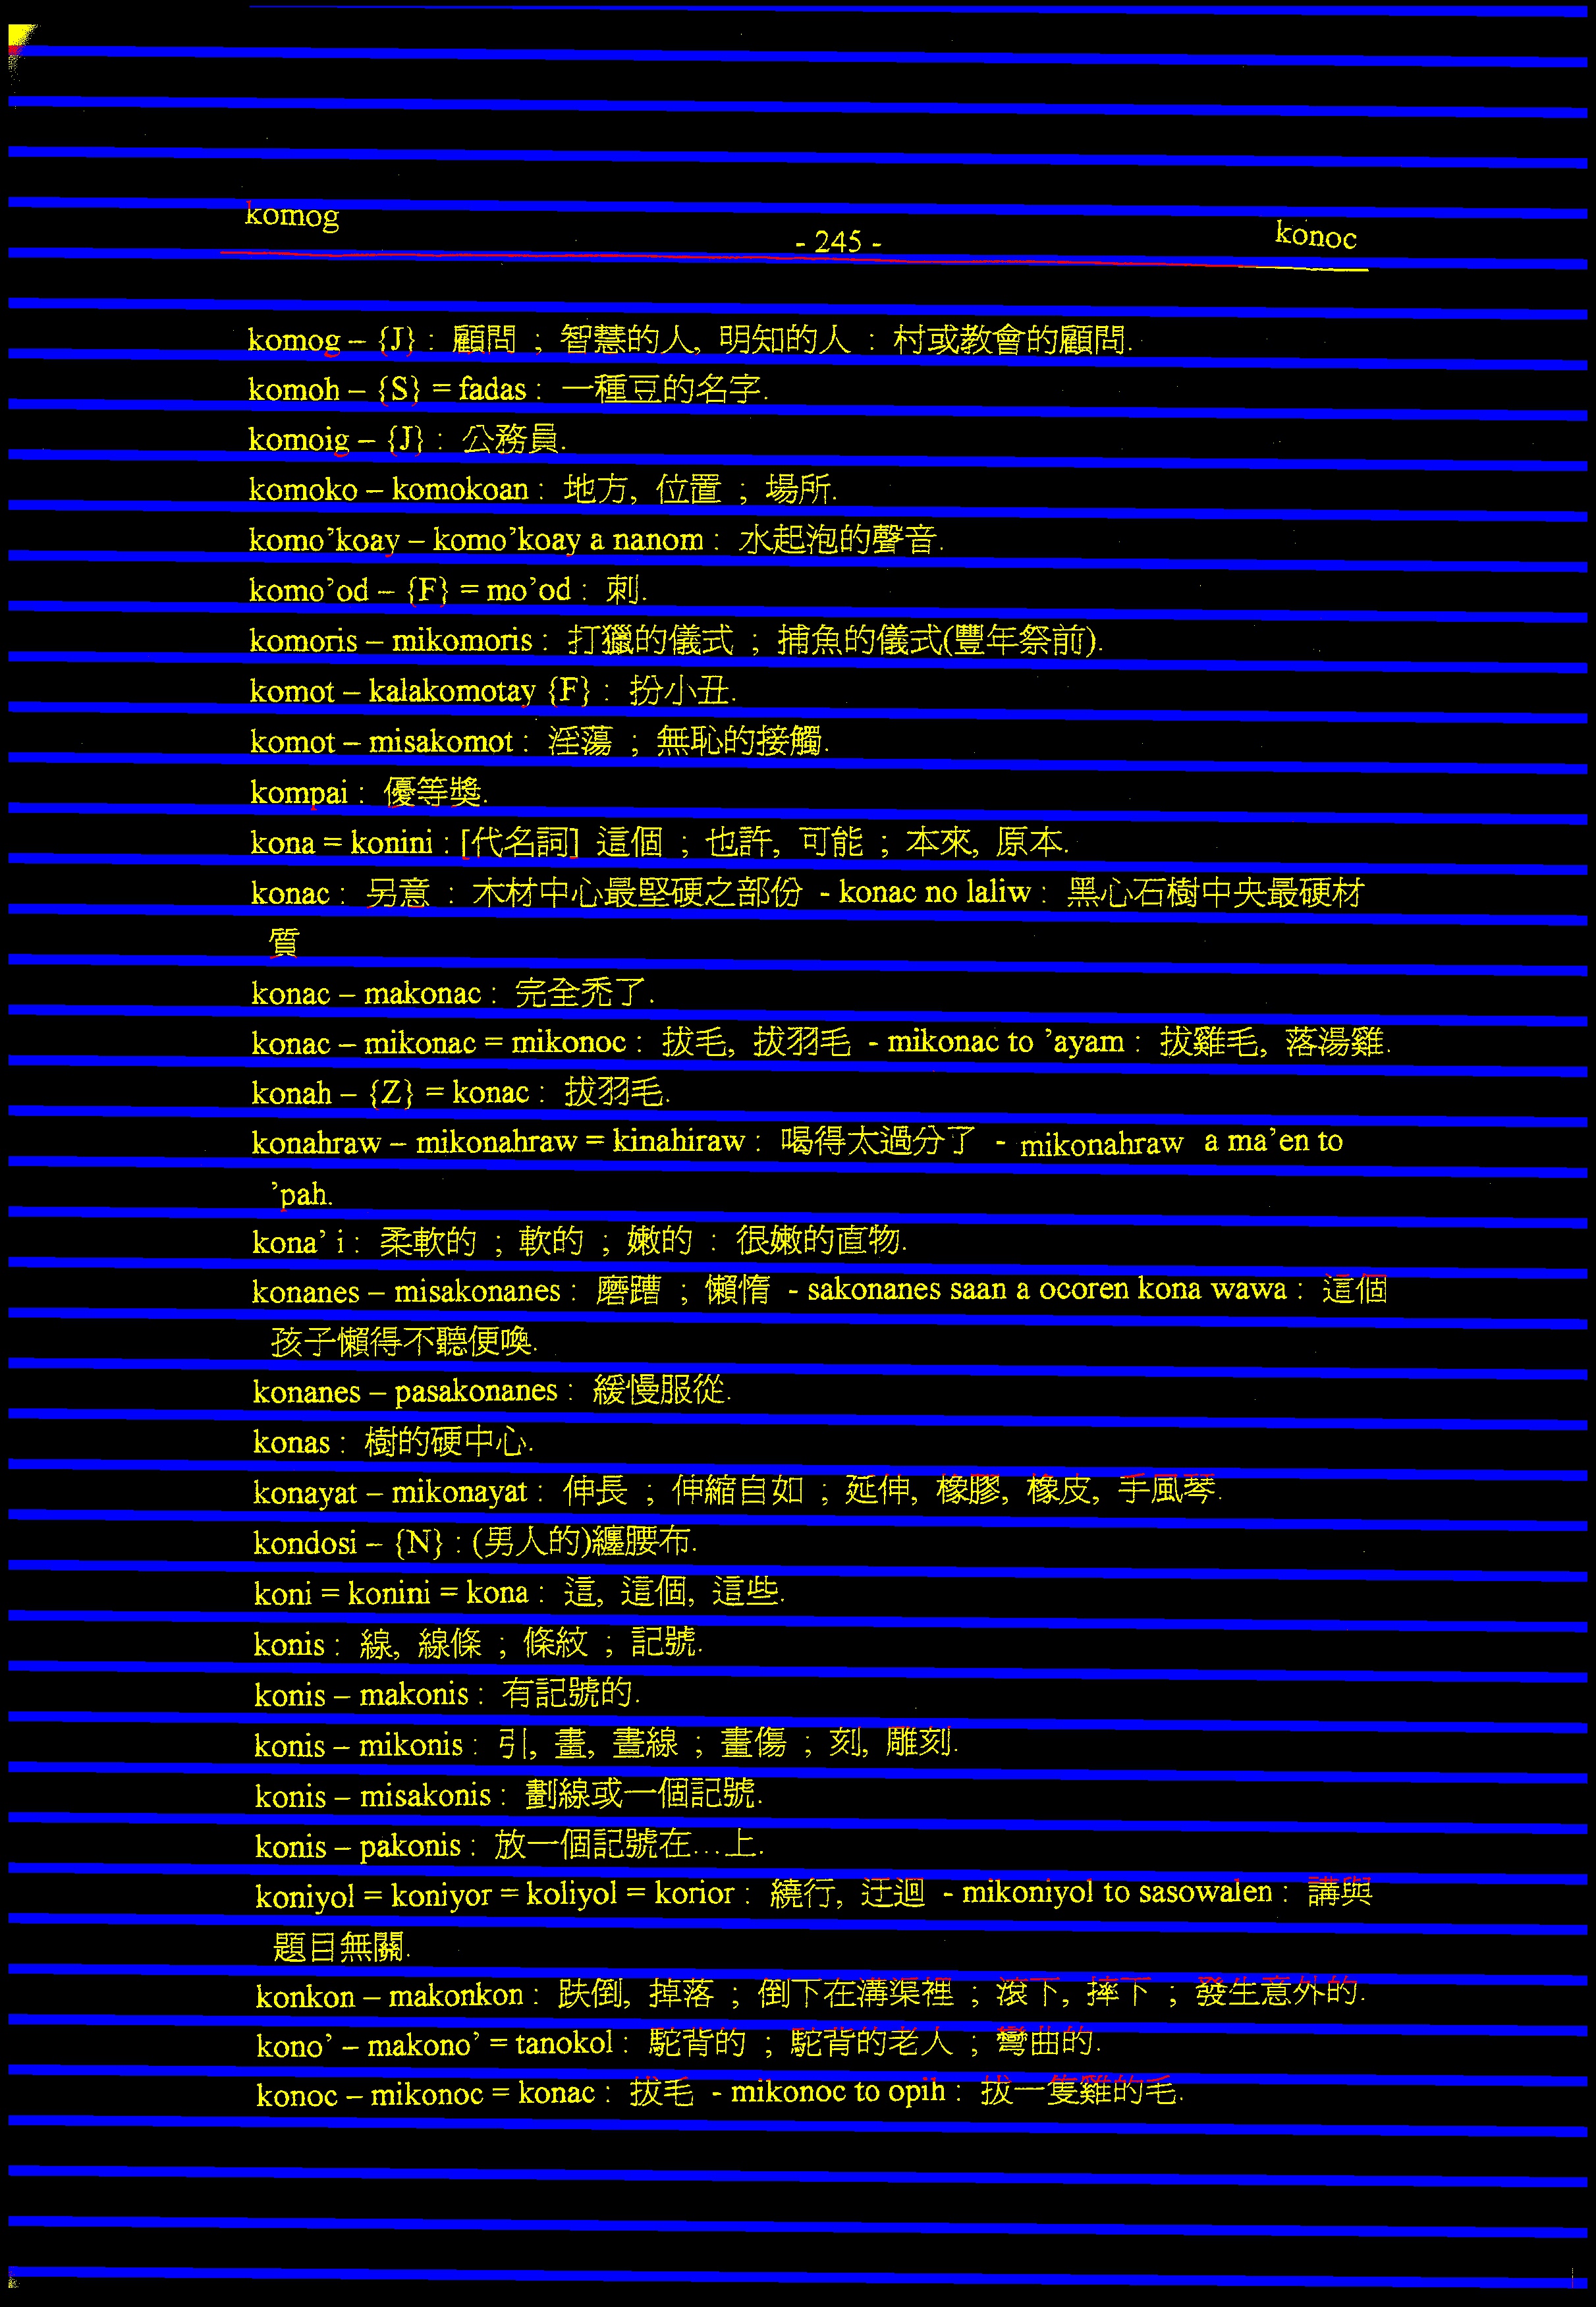 komog
- 245 -
konoc
komog – {J} : 顧問 ; 智慧的人, 明知的人 : 村或教會的顧問.
komoh – {S} = fadas : 一種豆的名字.
komoig – {J} : 公務員.
komoko – komokoan : 地方, 位置 ; 場所.
komo’koay – komo’koay a nanom : 水起泡的聲音.
komo’od – {F} = mo’od : 刺.
komoris – mikomoris : 打獵的儀式 ; 捕魚的儀式(豐年祭前).
komot – kalakomotay {F} : 扮小丑.
komot – misakomot : 淫蕩 ; 無恥的接觸.
kompai : 優等獎.
kona = konini : [代名詞] 這個 ; 也許, 可能 ; 本來, 原本.
konac : 另意 : 木材中心最堅硬之部份 - konac no laliw : 黑心石樹中央最硬材
質
konac – makonac : 完全禿了.
konac – mikonac = mikonoc : 拔毛, 拔羽毛 - mikonac to ’ayam : 拔雞毛, 落湯雞.
konah – {Z} = konac : 拔羽毛.
konahraw – mikonahraw = kinahiraw : 喝得太過分了 - mikonahraw a ma’en to
’pah.
kona’ i : 柔軟的 ; 軟的 ; 嫩的 : 很嫩的直物.
konanes – misakonanes : 磨蹧 ; 懶惰 - sakonanes saan a ocoren kona wawa : 這個
孩子懶得不聽便喚.
konanes – pasakonanes : 緩慢服從.
konas : 樹的硬中心.
konayat – mikonayat : 伸長 ; 伸縮自如 ; 延伸, 橡膠, 橡皮, 手風琴.
kondosi – {N} : (男人的)纏腰布.
koni = konini = kona : 這, 這個, 這些.
konis : 線, 線條 ; 條紋 ; 記號.
konis – makonis : 有記號的.
konis – mikonis : 引, 畫, 畫線 ; 畫傷 ; 刻, 雕刻.
konis – misakonis : 劃線或一個記號.
konis – pakonis : 放一個記號在…上.
koniyol = koniyor = koliyol = korior : 繞行, 迂迴 - mikoniyol to sasowalen : 講與
題目無關.
konkon – makonkon : 跌倒, 掉落 ; 倒下在溝渠裡 ; 滾下, 摔下 ; 發生意外的.
kono’ – makono’ = tanokol : 駝背的 ; 駝背的老人 ; 彎曲的.
konoc – mikonoc = konac : 拔毛 - mikonoc to opih : 拔一隻雞的毛.